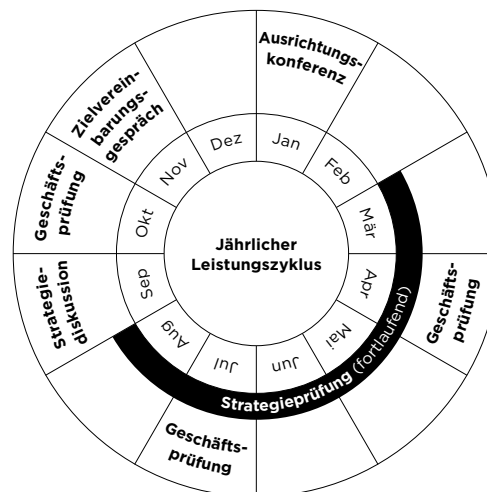 Ausrichtungs-
konferenz
Geschäfts-
prüfung
Geschäfts-
prüfung
Strategie-
diskussion
Geschäfts-
prüfung
Zielverein-
barungs-
gespräch
Jan
Feb
Mär
Apr
Mai
Jun
Jul
Aug
Sep
Okt
Nov
Dez
Strategieprüfung (fortlaufend)
Jährlicher
Leistungszyklus